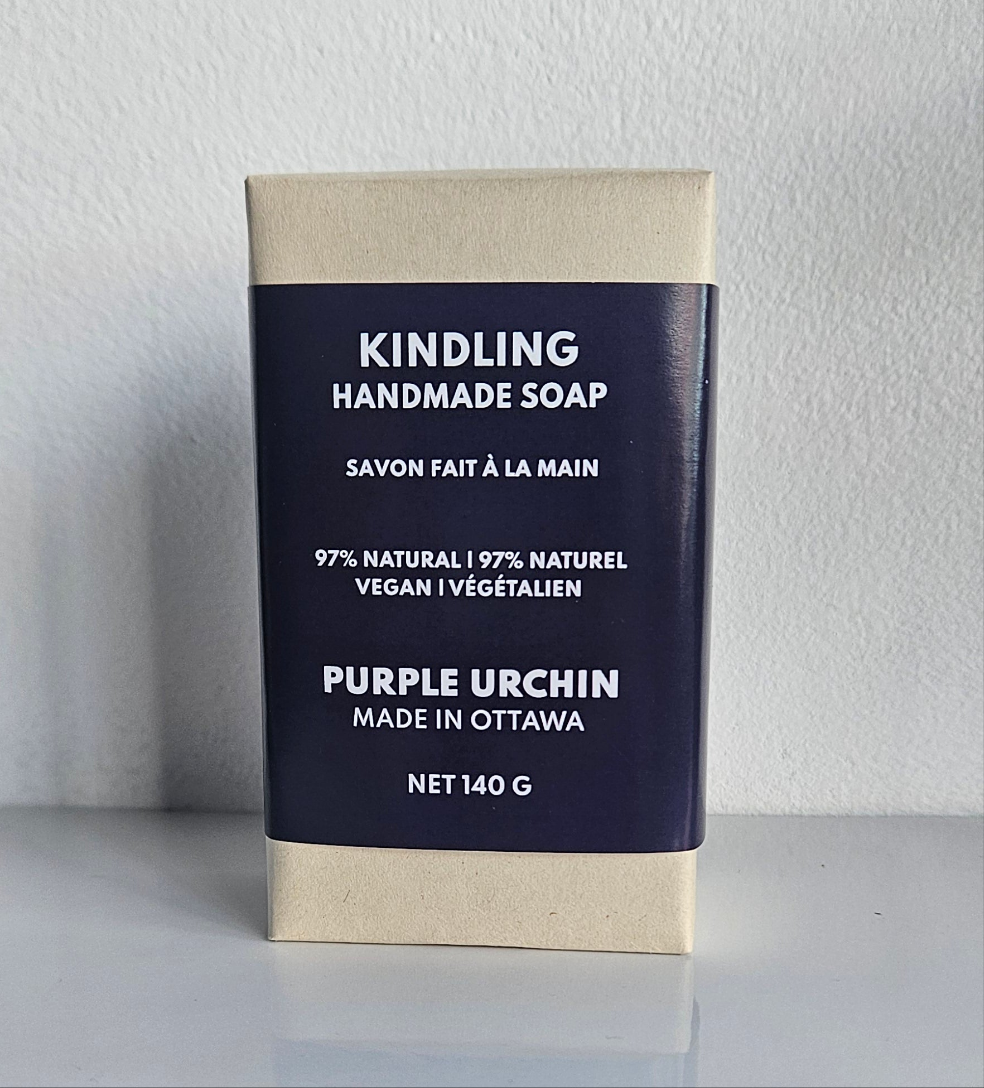 KINDLING
HANDMADE SOAP
SAVON FAIT À LA MAIN
97% NATURAL | 97% NATUREL
VEGAN | VÉGÉTALIEN
PURPLE URCHIN
MADE IN OTTAWA
NET 140 G